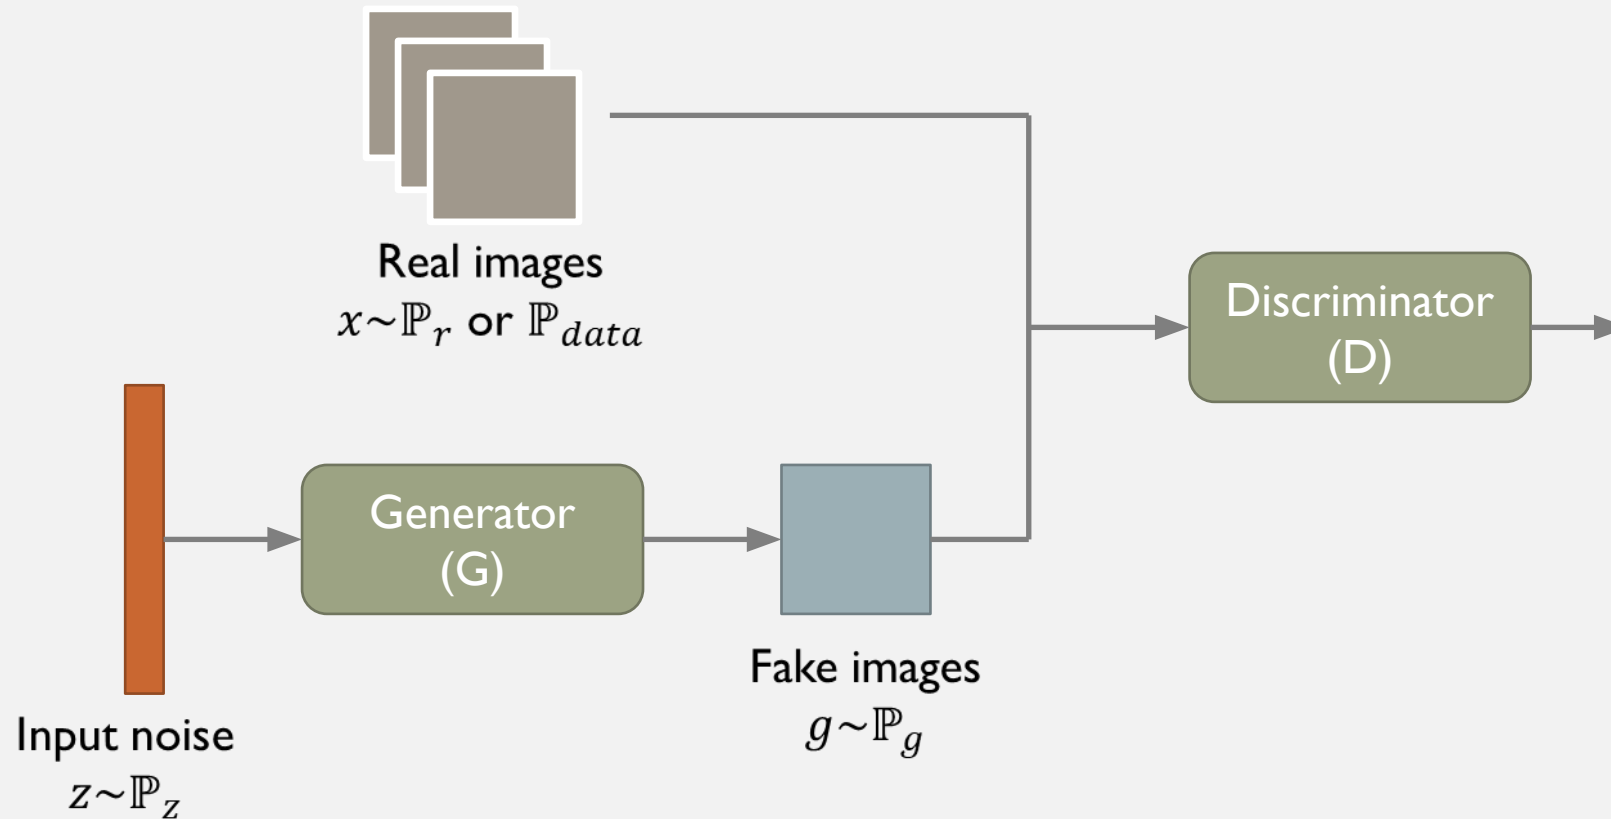 Real images
x~ℙr or ℙdata
Discriminator
(D)
Generator
(G)
Fake images
g~ℙg
Input noise
z~ℙz